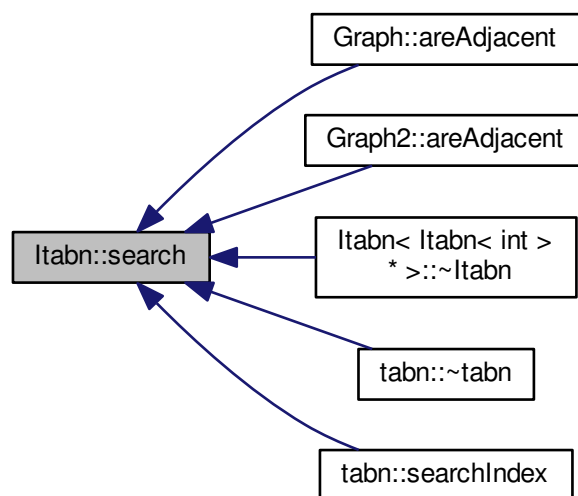 Graph::areAdjacent
Graph2::areAdjacent
Itabn::search
Itabn< Itabn< int >
* >::~Itabn
tabn::~tabn
tabn::searchIndex